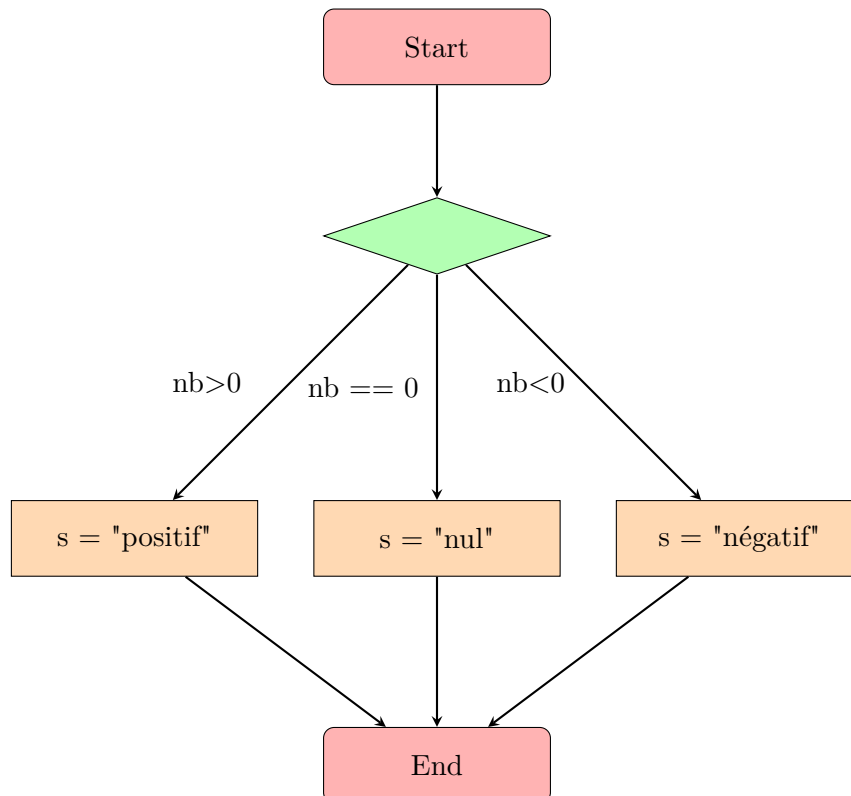 Start
nb>0
nb == 0
nb<0
s = "positif"
s = "nul"
s = "négatif"
End